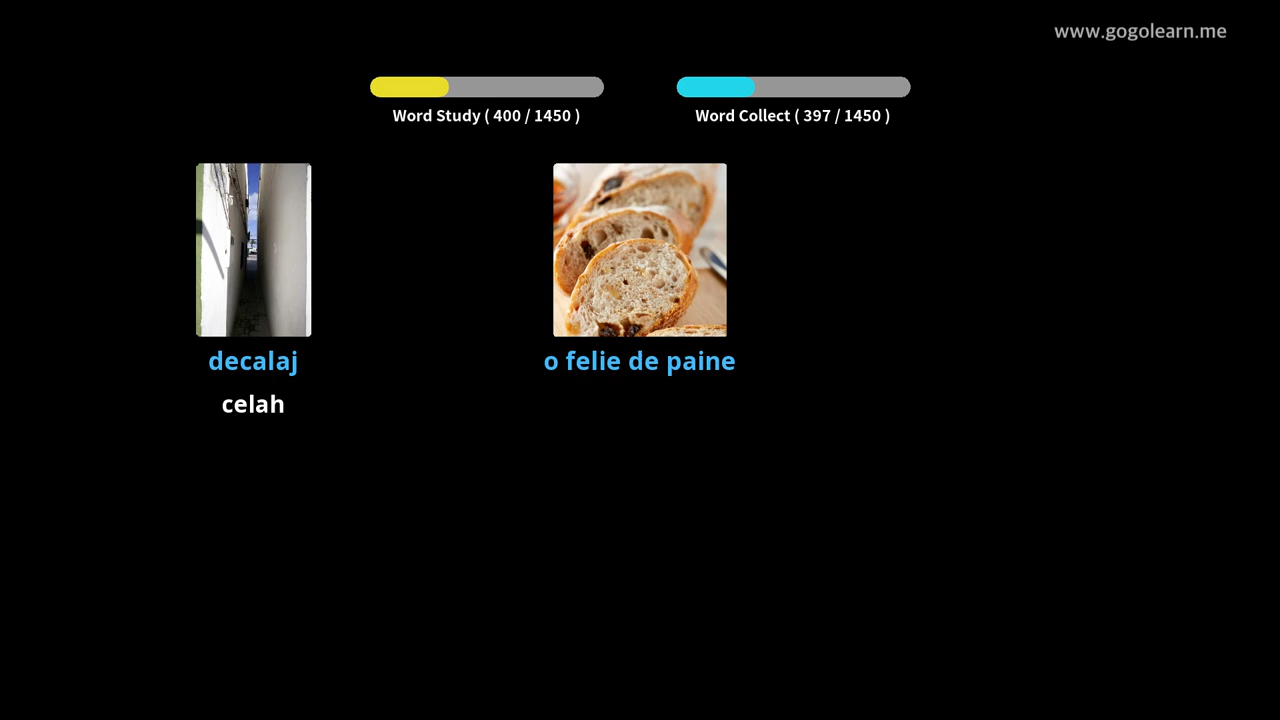 www.gogolearn.me
Word Study ( 400 / 1450 )
Word Collect ( 397 / 1450 )
decalaj
o felie de paine
celah